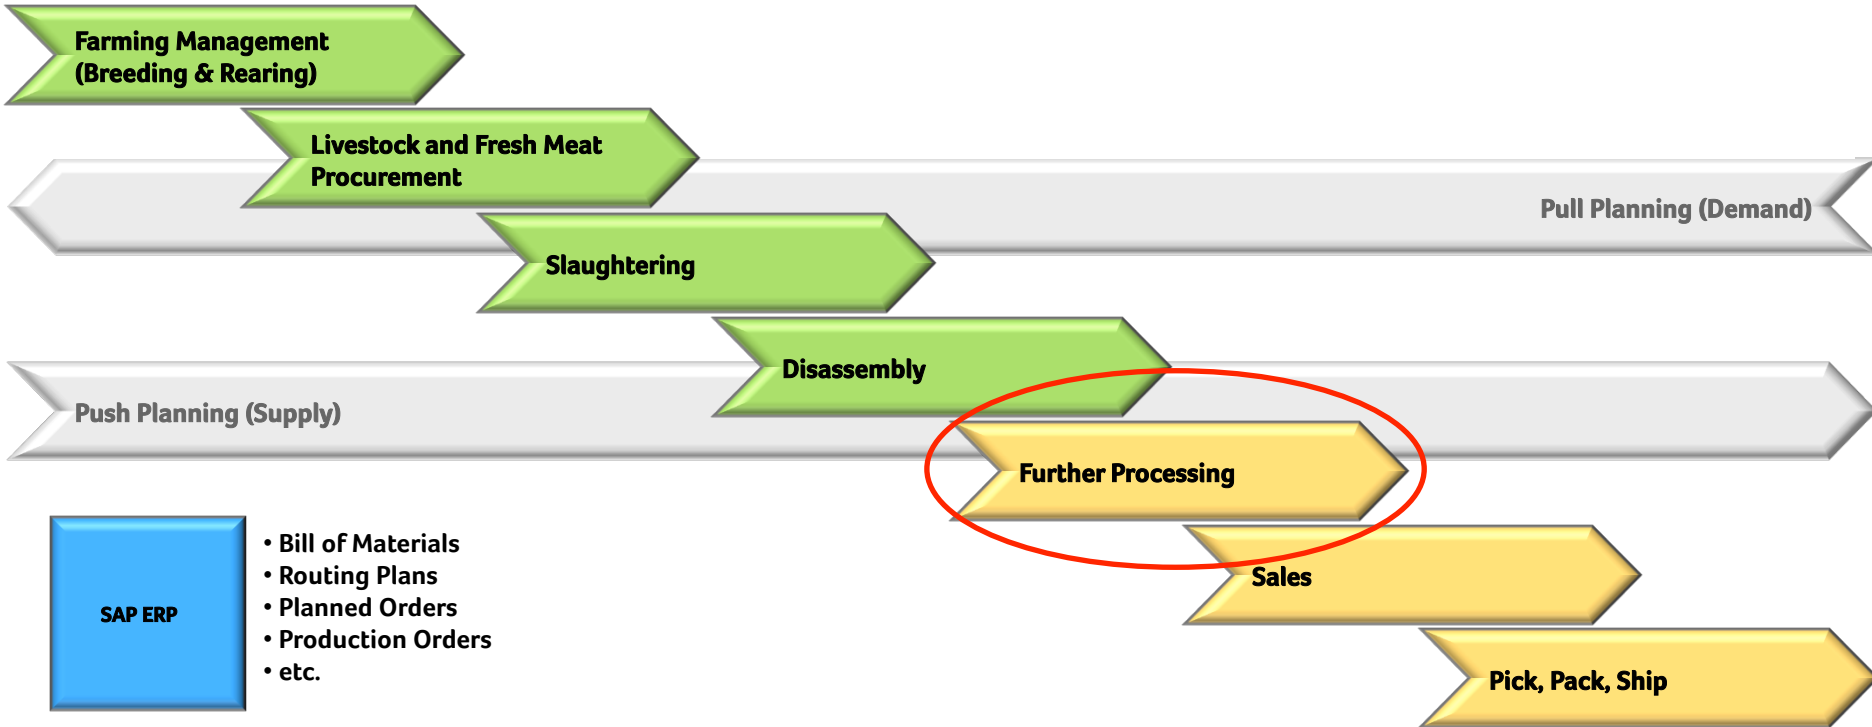 Farming Management
(Breeding & Rearing)
Livestock and Fresh Meat
Procurement
Pull Planning (Demand)
Slaughtering
Disassembly
Push Planning (Supply)
Further Processing
SAP ERP
• Bill of Materials
• Routing Plans
• Planned Orders
• Production Orders
• etc.
Sales
Pick, Pack, Ship